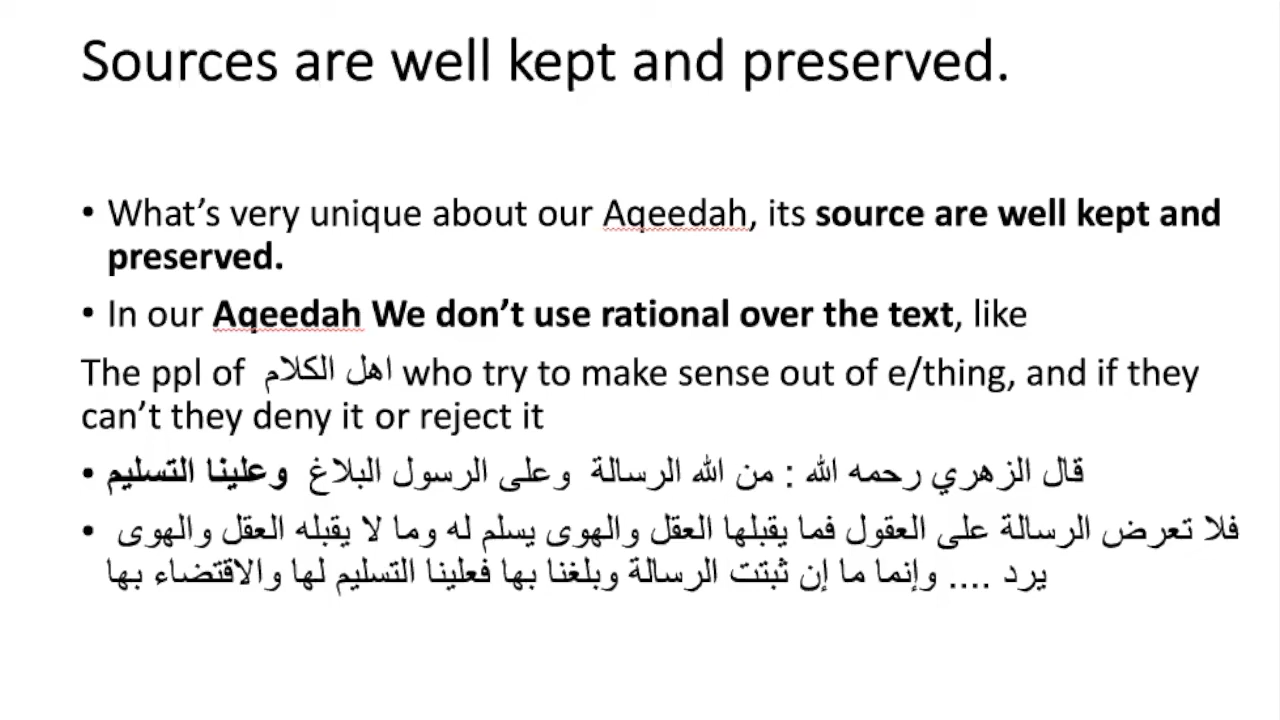 Sources are well kept and preserved.
• What’s very unique about our Aqeedah, its source are well kept and
preserved.
• In our Aqeedah We don’t use rational over the text, like
The ppl of اهل الكلام who try to make sense out of e/thing, and if they
can’t they deny it or reject it
• قال الزهري رحمه الله : من الله الرسالة وعلى الرسول البلاغ وعلينا التسليم
• فلا تعرض الرسالة على العقول فما يقبلها العقل والهوى يسلم له وما لا يقبله العقل والهوى
يرد .... وإنما ما إن ثبتت الرسالة وبلغنا بها فعلينا التسليم لها والاقتضاء بها